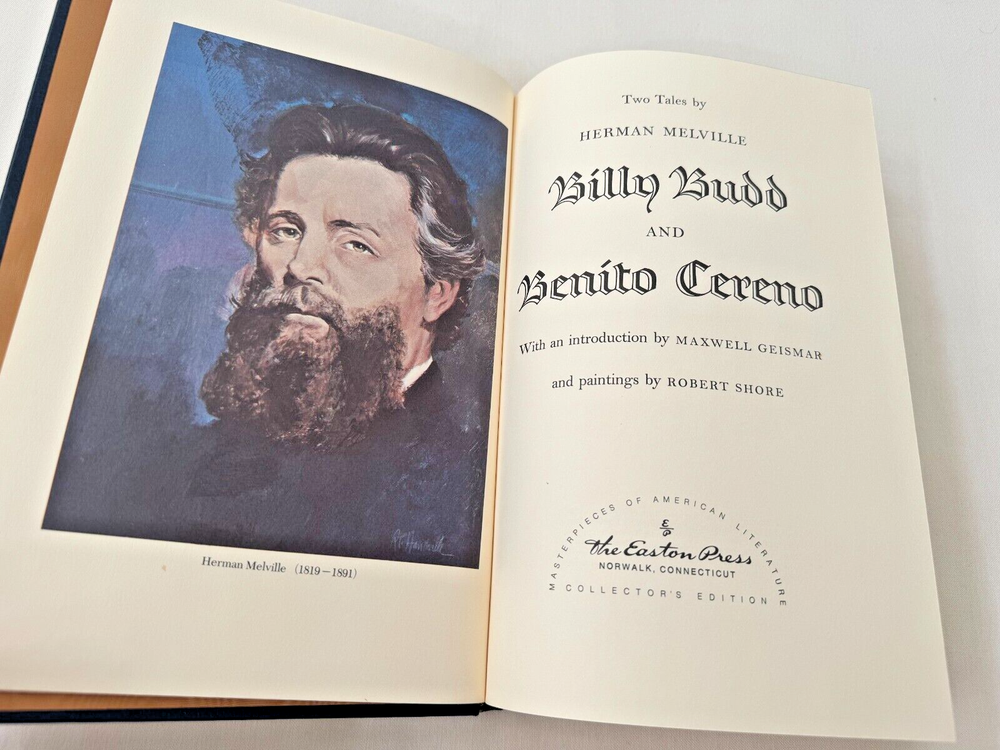 Herman Melville (1819–1891)
Two Tales by
HERMAN MELVILLE
Billy Budd
AND
Benito Cereno
With an introduction by MAXWELL GEISMAR
and paintings by ROBERT SHORE
MASTERPIECES OF AMERICAN LITERATURE
E/P
the Easton Press
NORWALK, CONNECTICUT
COLLECTOR'S EDITION